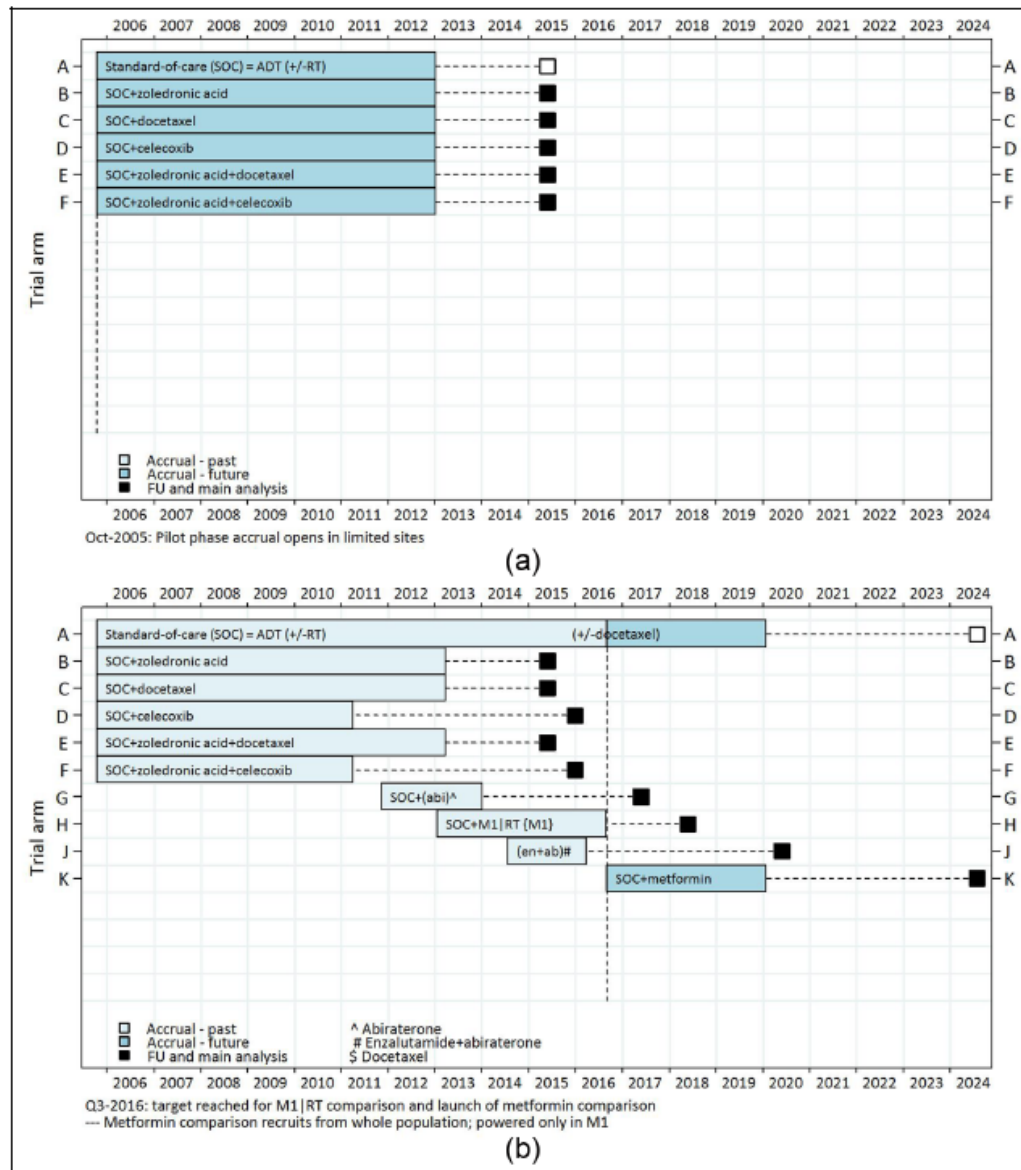 2006 2007 2008 2009 2010 2011 2012 2013 2014 2015 2016 2017 2018 2019 2020 2021 2022 2023 2024
A Standard-of-care (SOC) = ADT (+/-RT) A
B SOC+zoledronic acid B
C SOC+docetaxel C
D SOC+celecoxib D
E SOC+zoledronic acid+docetaxel E
F SOC+zoledronic acid+celecoxib F
Trial arm
Accrual - past
Accrual - future
FU and main analysis
2006 2007 2008 2009 2010 2011 2012 2013 2014 2015 2016 2017 2018 2019 2020 2021 2022 2023 2024
Oct-2005: Pilot phase accrual opens in limited sites
(a)
2006 2007 2008 2009 2010 2011 2012 2013 2014 2015 2016 2017 2018 2019 2020 2021 2022 2023 2024
A Standard-of-care (SOC) = ADT (+/-RT) (+/-docetaxel) A
B SOC+zoledronic acid B
C SOC+docetaxel C
D SOC+celecoxib D
E SOC+zoledronic acid+docetaxel E
F SOC+zoledronic acid+celecoxib F
G SOC+(abi)^ G
H SOC+M1|RT {M1} H
J (en+ab)# J
K SOC+metformin K
Trial arm
Accrual - past ^ Abiraterone
Accrual - future # Enzalutamide+abiraterone
FU and main analysis $ Docetaxel
2006 2007 2008 2009 2010 2011 2012 2013 2014 2015 2016 2017 2018 2019 2020 2021 2022 2023 2024
Q3-2016: target reached for M1|RT comparison and launch of metformin comparison
--- Metformin comparison recruits from whole population; powered only in M1
(b)